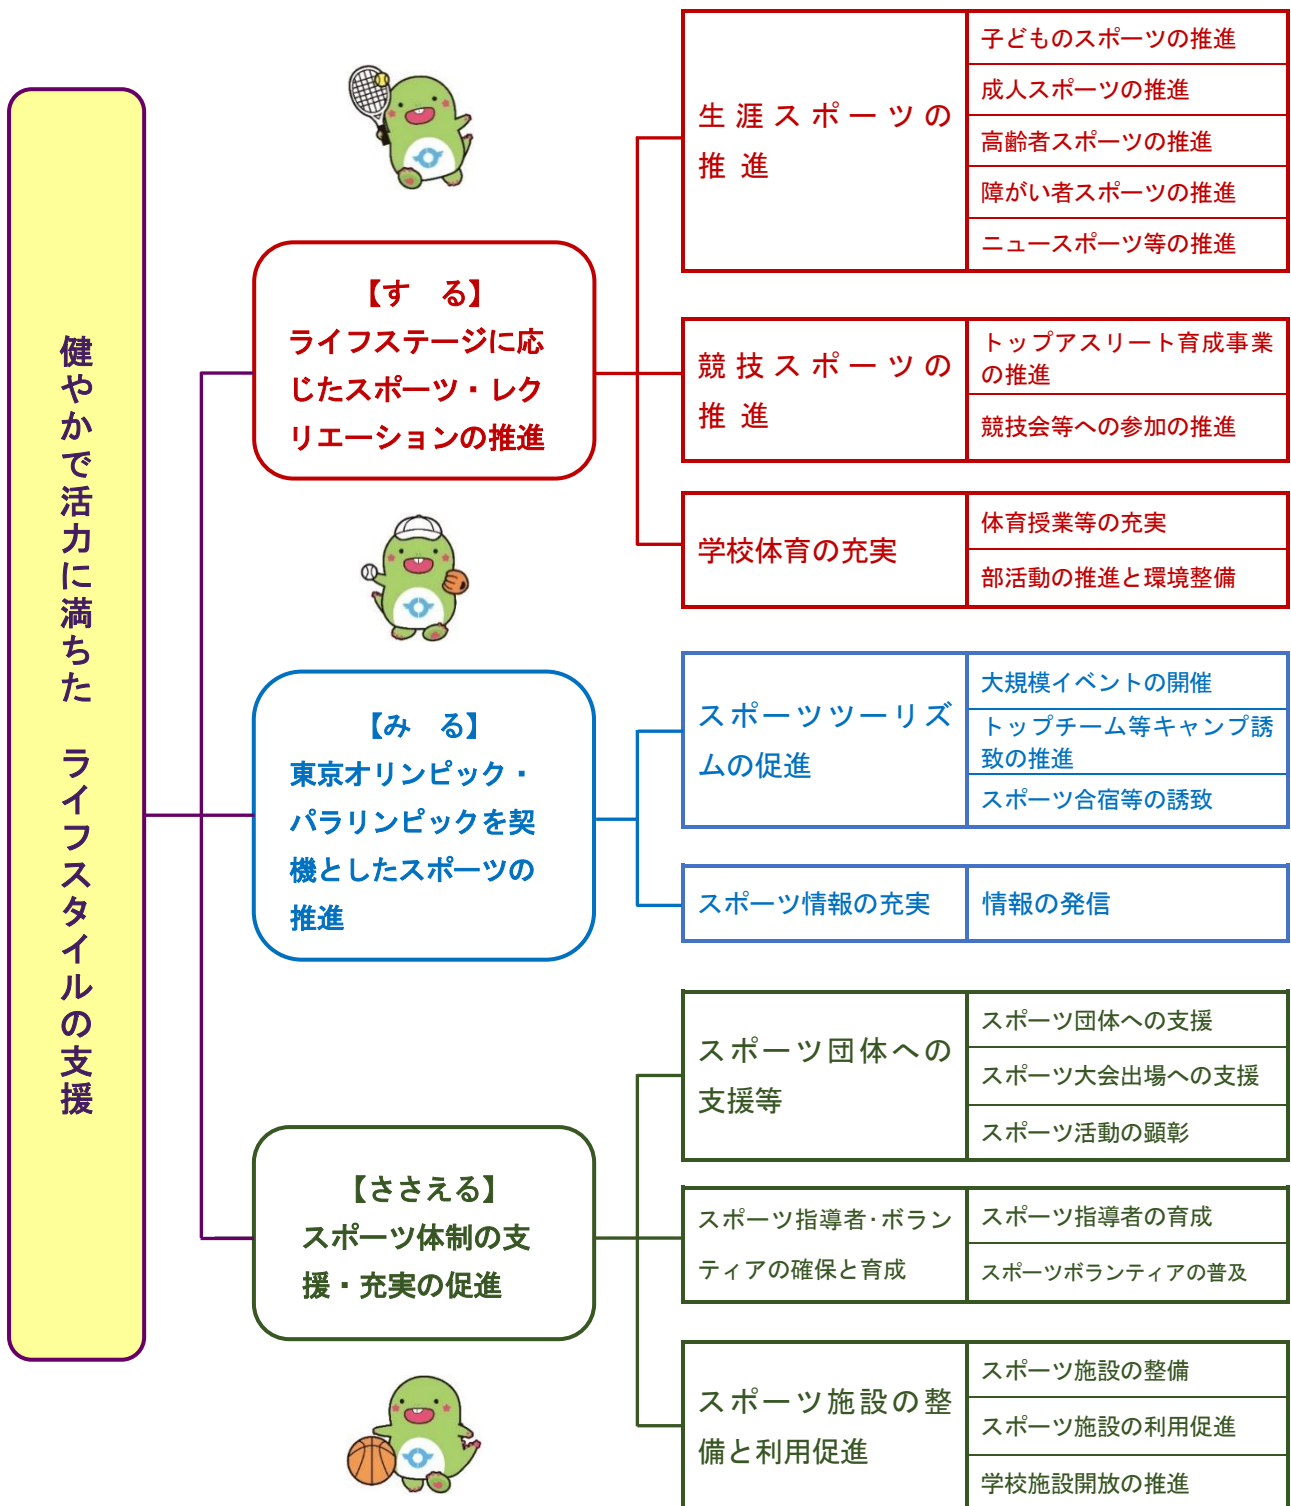 健やかで活力に満ちた　ライフスタイルの支援
【す　る】
ライフステージに応
じたスポーツ・レク
リエーションの推進
生涯スポーツの
推進
子どものスポーツの推進
成人スポーツの推進
高齢者スポーツの推進
障がい者スポーツの推進
ニュースポーツ等の推進
競技スポーツの
推進
トップアスリート育成事業
の推進
競技会等への参加の推進
学校体育の充実
体育授業等の充実
部活動の推進と環境整備
【み　る】
東京オリンピック・
パラリンピックを契
機としたスポーツの
推進
スポーツツーリズ
ムの促進
大規模イベントの開催
トップチーム等キャンプ誘
致の推進
スポーツ合宿等の誘致
スポーツ情報の充実
情報の発信
【ささえる】
スポーツ体制の支
援・充実の促進
スポーツ団体への
支援等
スポーツ団体への支援
スポーツ大会出場への支援
スポーツ活動の顕彰
スポーツ指導者・ボラン
ティアの確保と育成
スポーツ指導者の育成
スポーツボランティアの普及
スポーツ施設の整
備と利用促進
スポーツ施設の整備
スポーツ施設の利用促進
学校施設開放の推進